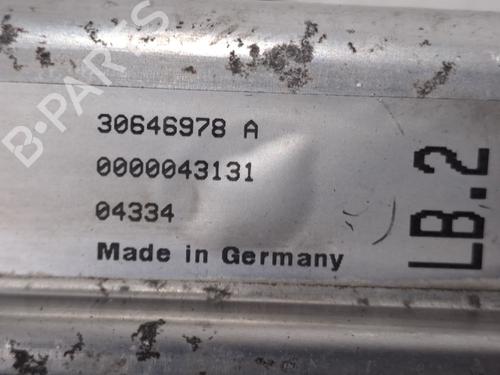 30646978 A
0000043131
04334
Made in Germany
LB.2
B-PARTS